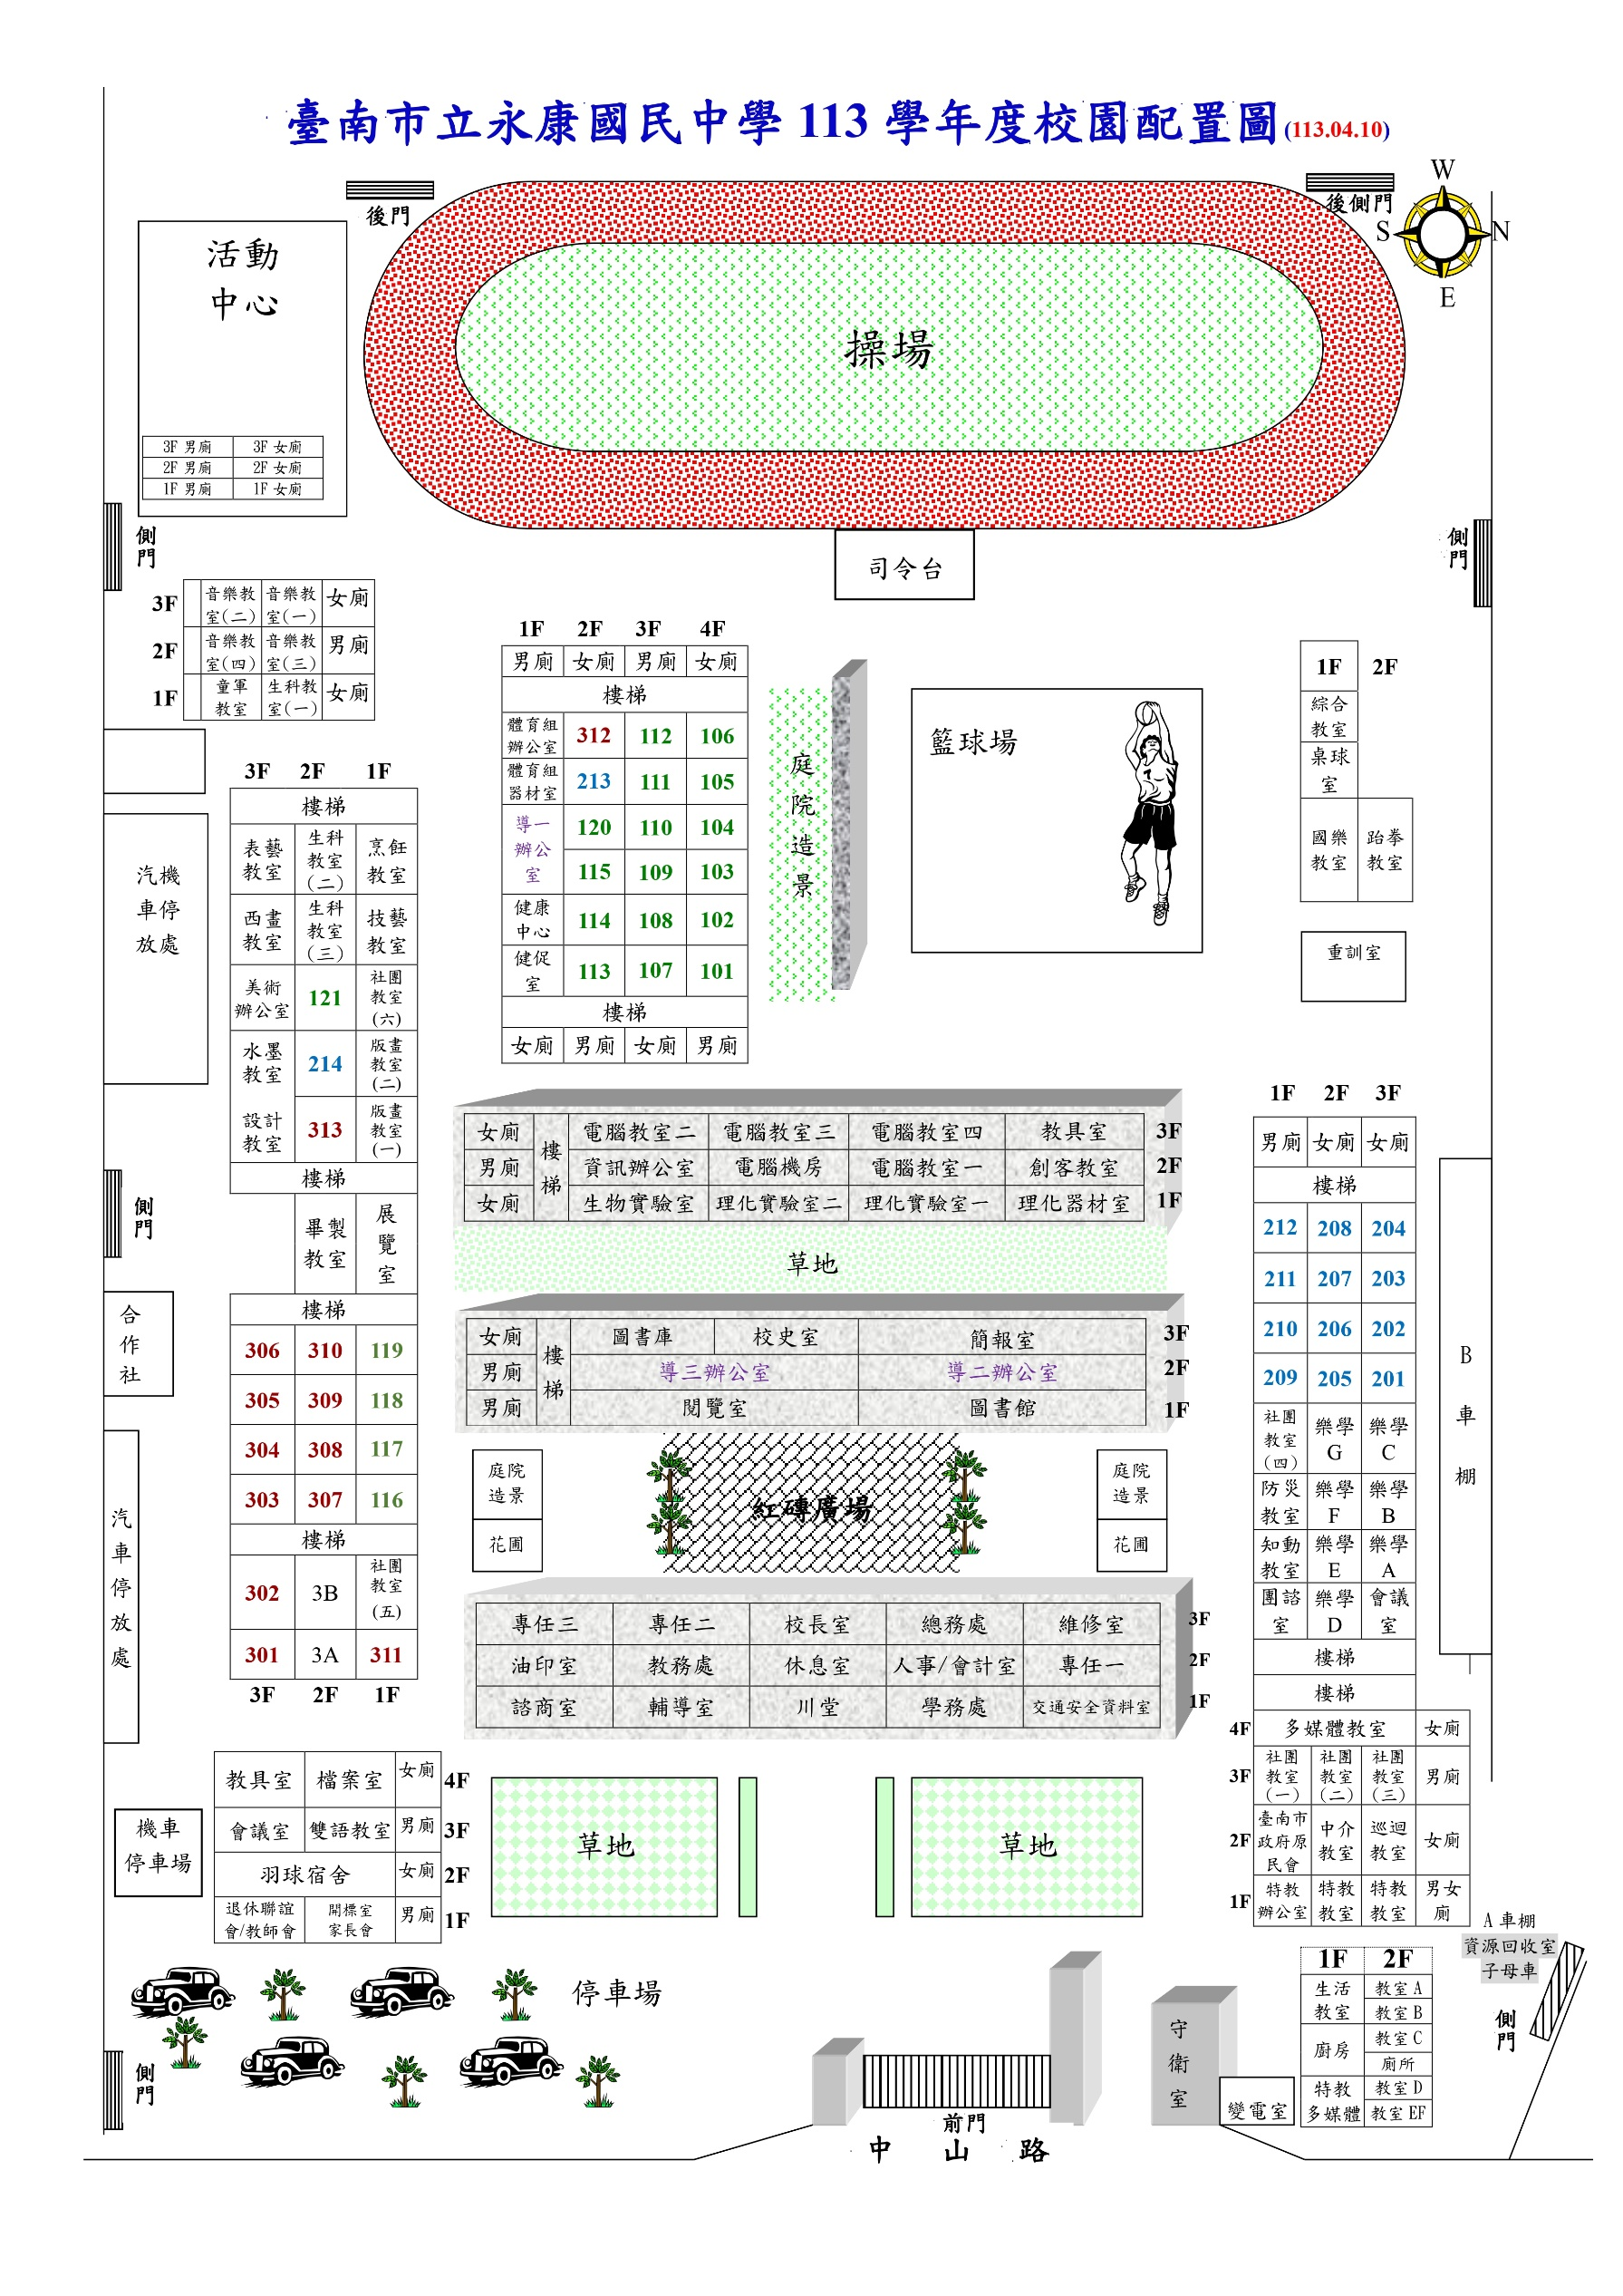 臺南市立永康國民中學 113 學年度校園配置圖(113.04.10)
W
S
N
E
後門
後側門
活動
中心
操場
3F 男廁 3F 女廁
2F 男廁 2F 女廁
1F 男廁 1F 女廁
側門
側門
司令台
3F 音樂教室(二) 音樂教室(一) 女廁
2F 音樂教室(四) 音樂教室(三) 男廁
1F 童軍教室 生科教室(一) 女廁
1F 2F 3F 4F
男廁 女廁 男廁 女廁
樓梯
體育組辦公室 312 112 106
體育組器材室 213 111 105
導一辦公室 120 110 104
115 109 103
健康中心 114 108 102
健促室 113 107 101
樓梯
女廁 男廁 女廁 男廁
庭院造景
籃球場
1F 2F
綜合教室
桌球室
國樂教室 跆拳教室
重訓室
汽機
車停
放處
3F 2F 1F
樓梯
表藝教室 生科教室(二) 烹飪教室
西畫教室 生科教室(三) 技藝教室
美術辦公室 121 社團教室(六)
水墨教室 214 版畫教室(二)
設計教室 313 版畫教室(一)
樓梯
畢製教室 展覽室
樓梯
306 310 119
305 309 118
304 308 117
303 307 116
樓梯
302 3B 社團教室(五)
301 3A 311
3F 2F 1F
側門
合作社
汽車停放處
女廁 樓梯 電腦教室二 電腦教室三 電腦教室四 教具室 3F
男廁 資訊辦公室 電腦機房 電腦教室一 創客教室 2F
女廁 生物實驗室 理化實驗室二 理化實驗室一 理化器材室 1F
草地
女廁 樓梯 圖書庫 校史室 簡報室 3F
男廁 導三辦公室 導二辦公室 2F
男廁 閱覽室 圖書館 1F
庭院造景
花圃
紅磚廣場
庭院造景
花圃
專任三 專任二 校長室 總務處 維修室 3F
油印室 教務處 休息室 人事/會計室 專任一 2F
諮商室 輔導室 川堂 學務處 交通安全資料室 1F
1F 2F 3F
男廁 女廁 女廁
樓梯
212 208 204
211 207 203
210 206 202
209 205 201
社團教室(四) 樂學G 樂學C
防災教室 樂學F 樂學B
知動教室 樂學E 樂學A
團諮室 樂學D 會議室
樓梯
樓梯
4F 多媒體教室 女廁
3F 社團教室(一) 社團教室(二) 社團教室(三) 男廁
2F 臺南市政府原民會 中介教室 巡迴教室 女廁
1F 特教辦公室 特教教室 特教教室 男女廁
B車棚
機車
停車場
教具室 檔案室 女廁 4F
會議室 雙語教室 男廁 3F
羽球宿舍 女廁 2F
退休聯誼會/教師會 開標室家長會 男廁 1F
草地
草地
停車場
側門
A 車棚
資源回收室
子母車
側門
1F 2F
生活教室 教室 A
教室 B
廚房 教室 C
廁所
特教多媒體 教室 D
教室 EF
守衛室
變電室
前門
中山路